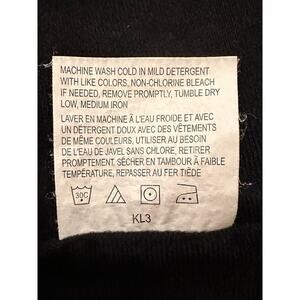 MACHINE WASH COLD IN MILD DETERGENT
WITH LIKE COLORS, NON-CHLORINE BLEACH
IF NEEDED, REMOVE PROMPTLY, TUMBLE DRY
LOW, MEDIUM IRON
LAVER EN MACHINE À L'EAU FROIDE ET AVEC
UN DÉTERGENT DOUX AVEC DES VÊTEMENTS
DE MÊME COULEURS, UTILISER AU BESOIN DE
L'EAU DE JAVEL SANS CHLORE, RETIRER
PROMPTEMENT, SÉCHER EN TAMBOUR À FAIBLE
TEMPÉRATURE, REPASSER AU FER TIÈDE
30C
KL3